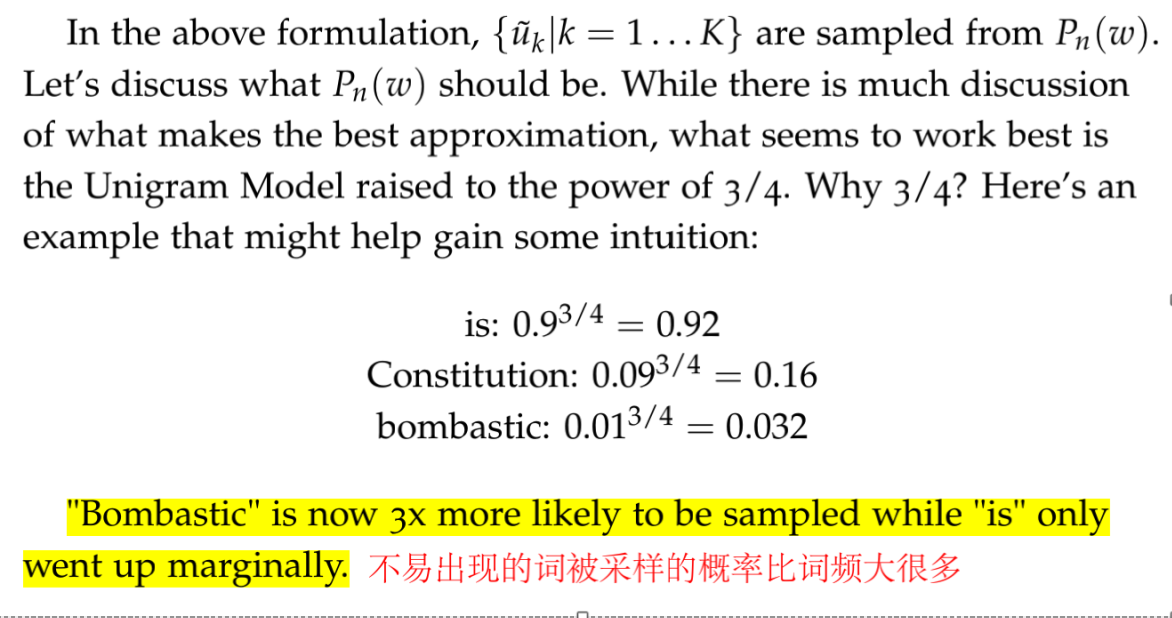 In the above formulation, {ũₖ|k = 1 . . . K} are sampled from Pₙ(w).
Let's discuss what Pₙ(w) should be. While there is much discussion
of what makes the best approximation, what seems to work best is
the Unigram Model raised to the power of 3/4. Why 3/4? Here's an
example that might help gain some intuition:
is: 0.9^{3/4} = 0.92
Constitution: 0.09^{3/4} = 0.16
bombastic: 0.01^{3/4} = 0.032
"Bombastic" is now 3x more likely to be sampled while "is" only
went up marginally. 不易出现的词被采样的概率比词频大很多